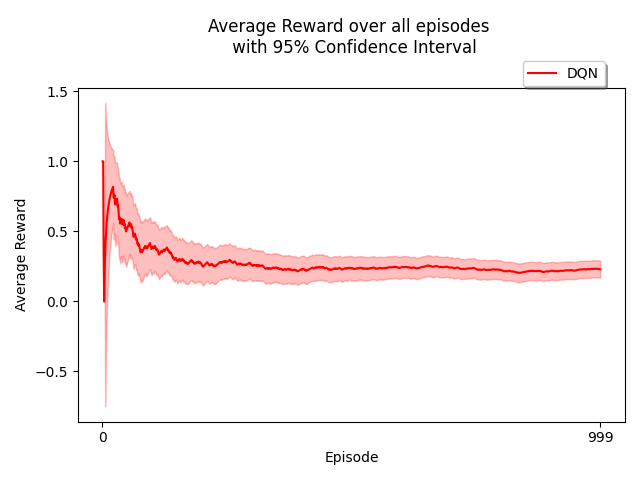 Average Reward over all episodes
with 95% Confidence Interval
DQN
1.5
1.0
0.5
0.0
−0.5
Average Reward
0
999
Episode